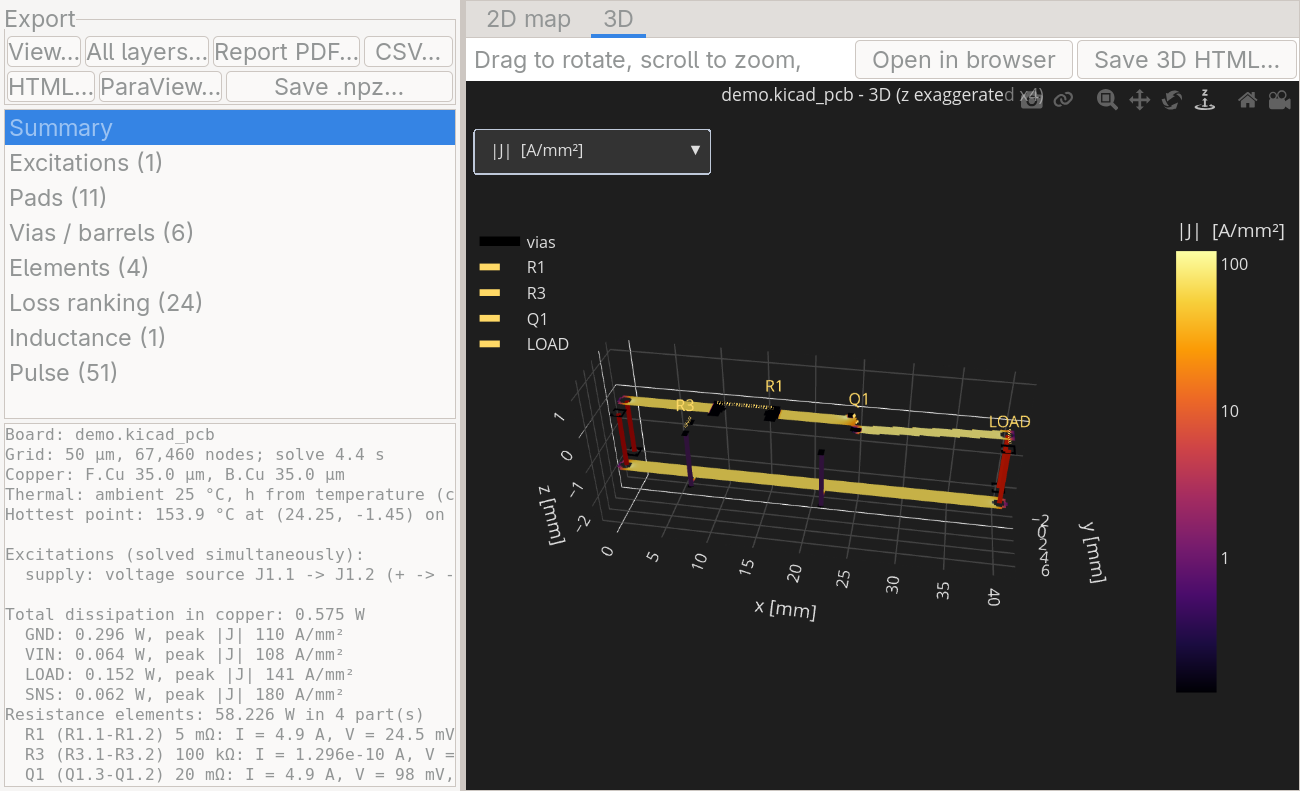 Export
View... All layers... Report PDF... CSV...
HTML... ParaView... Save .npz...
Summary
Excitations (1)
Pads (11)
Vias / barrels (6)
Elements (4)
Loss ranking (24)
Inductance (1)
Pulse (51)
Board: demo.kicad_pcb
Grid: 50 µm, 67,460 nodes; solve 4.4 s
Copper: F.Cu 35.0 µm, B.Cu 35.0 µm
Thermal: ambient 25 °C, h from temperature (c
Hottest point: 153.9 °C at (24.25, -1.45) on
Excitations (solved simultaneously):
supply: voltage source J1.1 -> J1.2 (+ -> -
Total dissipation in copper: 0.575 W
GND: 0.296 W, peak |J| 110 A/mm²
VIN: 0.064 W, peak |J| 108 A/mm²
LOAD: 0.152 W, peak |J| 141 A/mm²
SNS: 0.062 W, peak |J| 180 A/mm²
Resistance elements: 58.226 W in 4 part(s)
R1 (R1.1-R1.2) 5 mΩ: I = 4.9 A, V = 24.5 mV
R3 (R3.1-R3.2) 100 kΩ: I = 1.296e-10 A, V =
Q1 (Q1.3-Q1.2) 20 mΩ: I = 4.9 A, V = 98 mV,
2D map 3D
Drag to rotate, scroll to zoom, Open in browser Save 3D HTML...
demo.kicad_pcb - 3D (z exaggerated x4)
z
|J| [A/mm²] ▼
vias
R1
R3
Q1
LOAD
|J| [A/mm²]
100
10
1
R1
R3
Q1
LOAD
1
0
−1
−2
z [mm]
0
5
10
15
20
25
30
35
40
x [mm]
−2
0
2
4
6
y [mm]